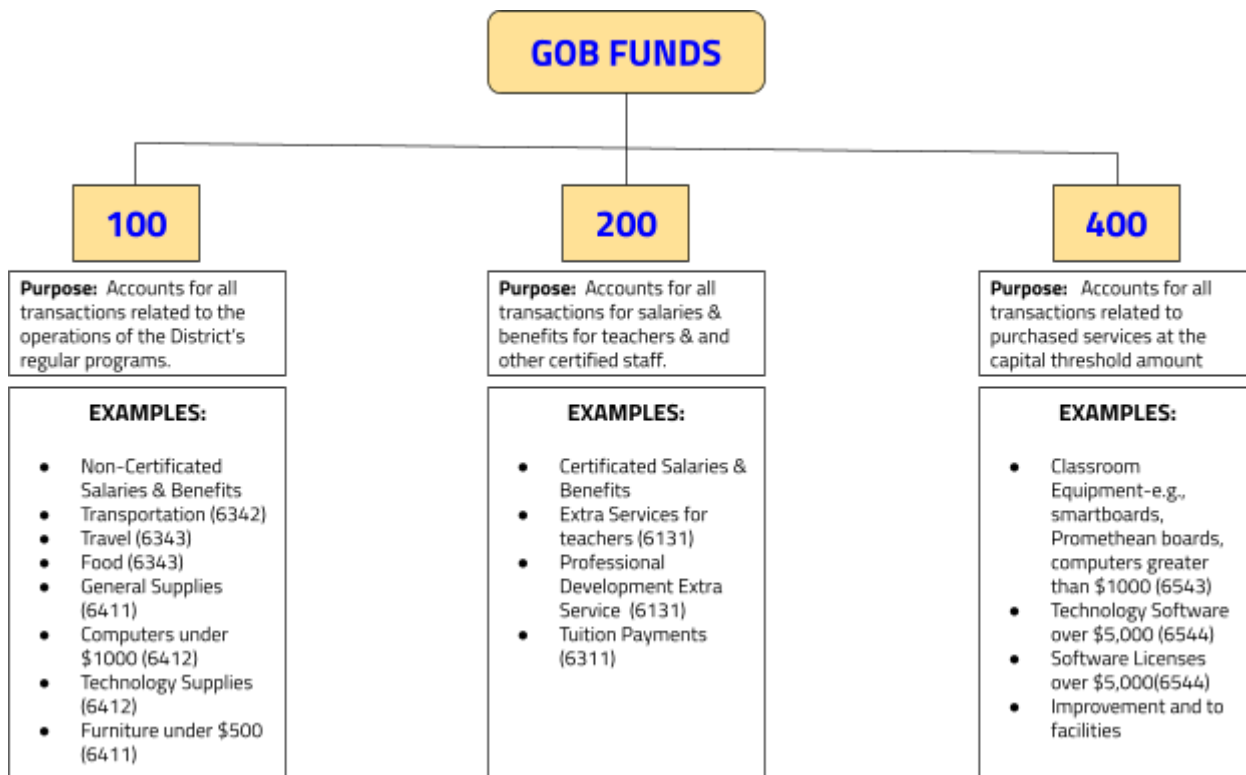 GOB FUNDS
100
200
400
Purpose: Accounts for all
transactions related to the
operations of the District's
regular programs.
Purpose: Accounts for all
transactions for salaries &
benefits for teachers & and
other certified staff.
Purpose: Accounts for all
transactions related to
purchased services at the
capital threshold amount
EXAMPLES:
● Non-Certificated
Salaries & Benefits
● Transportation (6342)
● Travel (6343)
● Food (6343)
● General Supplies
(6411)
● Computers under
$1000 (6412)
● Technology Supplies
(6412)
● Furniture under $500
(6411)
EXAMPLES:
● Certificated Salaries &
Benefits
● Extra Services for
teachers (6131)
● Professional
Development Extra
Service (6131)
● Tuition Payments
(6311)
EXAMPLES:
● Classroom
Equipment-e.g.,
smartboards,
Promethean boards,
computers greater
than $1000 (6543)
● Technology Software
over $5,000 (6544)
● Software Licenses
over $5,000(6544)
● Improvement and to
facilities